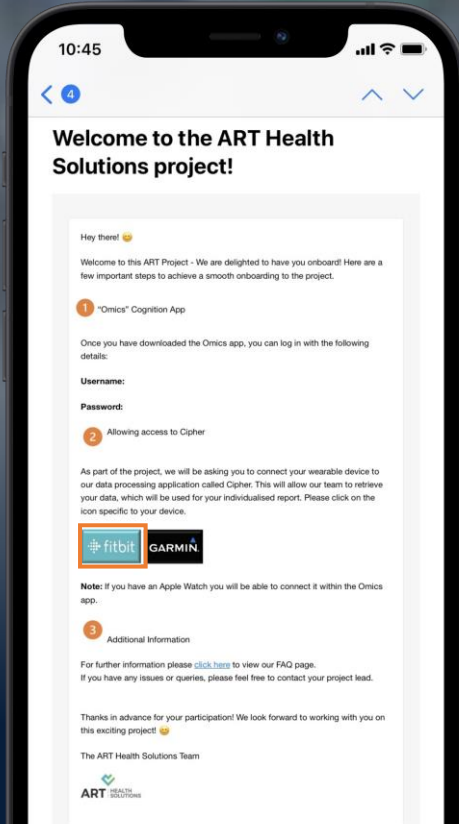 10:45
4
Welcome to the ART Health
Solutions project!
Hey there! 😀
Welcome to this ART Project - We are delighted to have you onboard! Here are a
few important steps to achieve a smooth onboarding to the project.
1 "Omics" Cognition App
Once you have downloaded the Omics app, you can log in with the following
details:
Username:
Password:
2 Allowing access to Cipher
As part of the project, we will be asking you to connect your wearable device to
our data processing application called Cipher. This will allow our team to retrieve
your data, which will be used for your individualised report. Please click on the
icon specific to your device.
fitbit GARMIN.
Note: If you have an Apple Watch you will be able to connect it within the Omics
app.
3 Additional Information
For further information please click here to view our FAQ page.
If you have any issues or queries, please feel free to contact your project lead.
Thanks in advance for your participation! We look forward to working with you on
this exciting project! 😀
The ART Health Solutions Team
ART HEALTH
SOLUTIONS